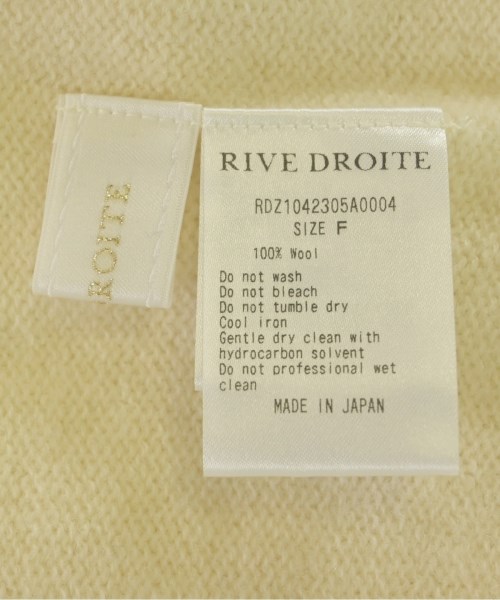 ROITE
RIVE DROITE
RDZ1042305A0004
SIZE F
100% Wool
Do not wash
Do not bleach
Do not tumble dry
Cool iron
Gentle dry clean with
hydrocarbon solvent
Do not professional wet
clean
MADE IN JAPAN